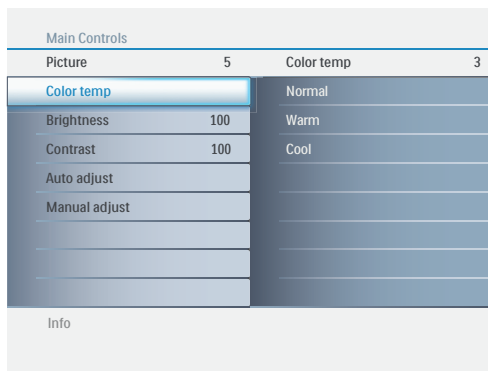 Main Controls
Picture 5 Color temp 3
Color temp Normal
Brightness 100 Warm
Contrast 100 Cool
Auto adjust
Manual adjust
Info